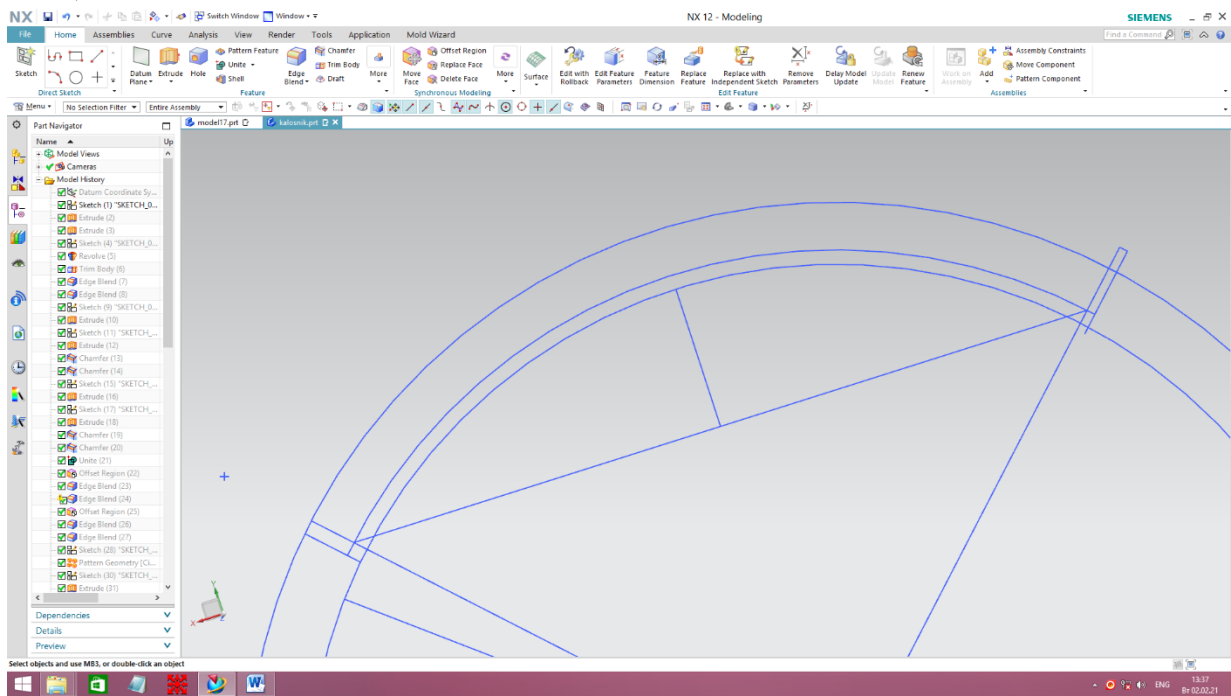 NX Switch Window Window NX 12 - Modeling SIEMENS
File Home Assemblies Curve Analysis View Render Tools Application Mold Wizard Find a Command
Sketch Datum Plane Extrude Hole Pattern Feature Unite Shell Edge Blend Chamfer Trim Body Draft More Move Face Offset Region Replace Face Delete Face More Surface Edit with Rollback Edit Feature Parameters Feature Dimension Replace Feature Replace with Independent Sketch Remove Parameters Delay Model Update Update Model Renew Feature Work on Assembly Add Assembly Constraints Move Component Pattern Component
Direct Sketch Feature Synchronous Modeling Edit Feature Assemblies
Menu No Selection Filter Entire Assembly
Part Navigator model17.prt kalosnik.prt
Name Up
Model Views
Cameras
Model History
Datum Coordinate Sy...
Sketch (1) "SKETCH_0...
Extrude (2)
Extrude (3)
Sketch (4) "SKETCH_0...
Revolve (5)
Trim Body (6)
Edge Blend (7)
Edge Blend (8)
Sketch (9) "SKETCH_0...
Extrude (10)
Sketch (11) "SKETCH_...
Extrude (12)
Chamfer (13)
Chamfer (14)
Sketch (15) "SKETCH_...
Extrude (16)
Sketch (17) "SKETCH_...
Extrude (18)
Chamfer (19)
Chamfer (20)
Unite (21)
Offset Region (22)
Edge Blend (23)
Edge Blend (24)
Offset Region (25)
Edge Blend (26)
Edge Blend (27)
Sketch (28) "SKETCH_...
Pattern Geometry [Ci...
Sketch (30) "SKETCH_...
Extrude (31)
Dependencies
Details
Preview
Y
X Z
Select objects and use MB3, or double-click an object
ENG 13:37
Вт 02.02.21